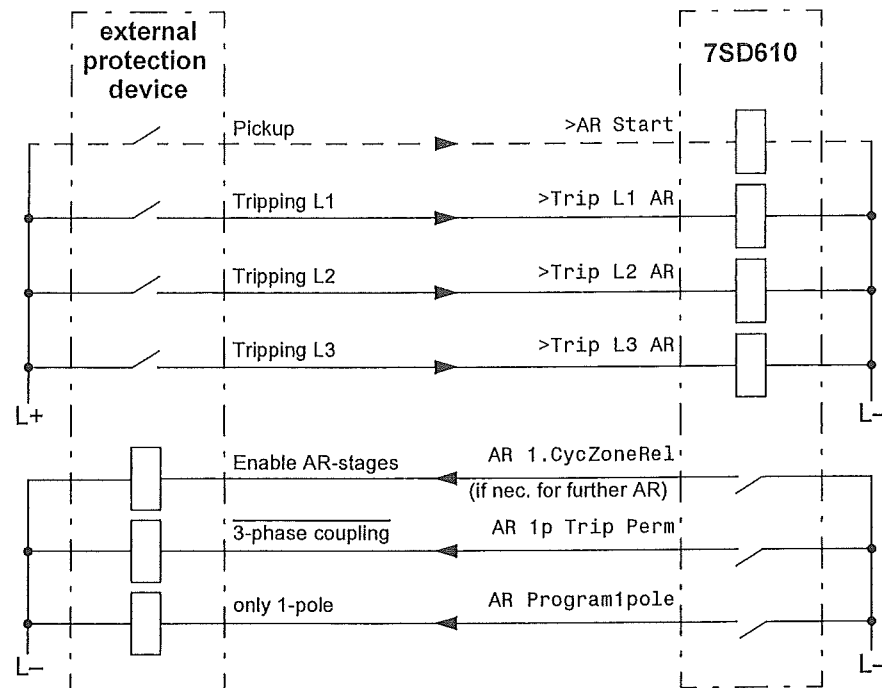 external
protection
device
7SD610
Pickup
>AR Start
Tripping L1
>Trip L1 AR
Tripping L2
>Trip L2 AR
Tripping L3
>Trip L3 AR
L+
L–
Enable AR-stages
AR 1.CycZoneRel
(if nec. for further AR)
3-phase coupling
AR 1p Trip Perm
only 1-pole
AR Program1pole
L–
L–